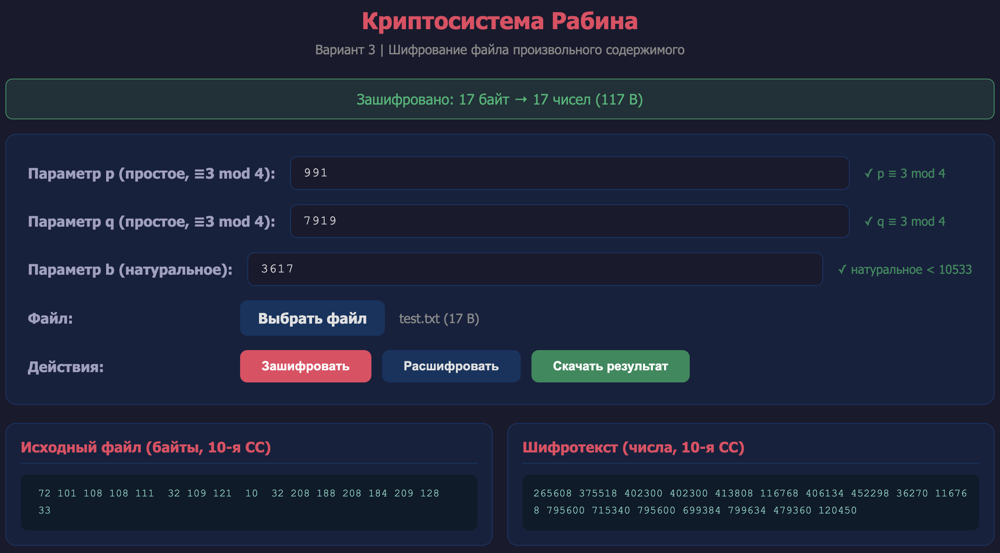 Криптосистема Рабина
Вариант 3 | Шифрование файла произвольного содержимого
Зашифровано: 17 байт → 17 чисел (117 B)
Параметр p (простое, ≡3 mod 4):
991
✓ p ≡ 3 mod 4
Параметр q (простое, ≡3 mod 4):
7919
✓ q ≡ 3 mod 4
Параметр b (натуральное):
3617
✓ натуральное < 10533
Файл:
Выбрать файл
test.txt (17 B)
Действия:
Зашифровать
Расшифровать
Скачать результат
Исходный файл (байты, 10-я СС)
72 101 108 108 111 32 109 121 10 32 208 188 208 184 209 128
33
Шифротекст (числа, 10-я СС)
265608 375518 402300 402300 413808 116768 406134 452298 36270 11676
8 795600 715340 795600 699384 799634 479360 120450